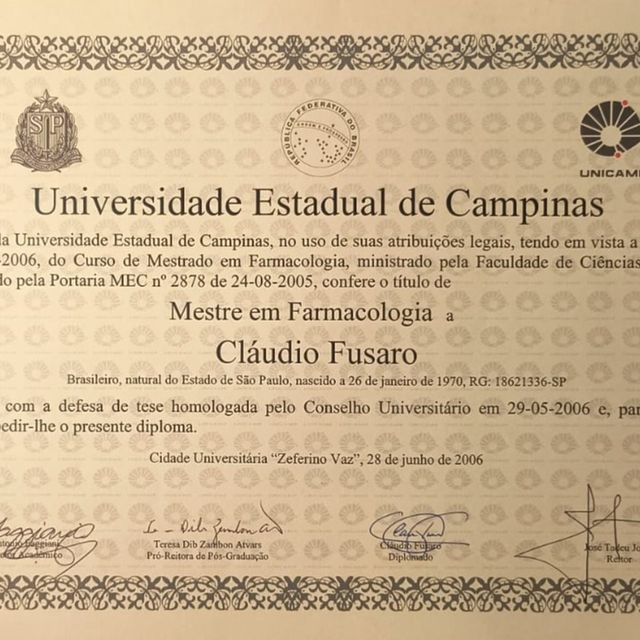 SP
REPÚBLICA FEDERATIVA DO BRASIL
UNICAM
Universidade Estadual de Campinas
da Universidade Estadual de Campinas, no uso de suas atribuições legais, tendo em vista a
-2006, do Curso de Mestrado em Farmacologia, ministrado pela Faculdade de Ciências
do pela Portaria MEC nº 2878 de 24-08-2005, confere o título de
Mestre em Farmacologia a
Cláudio Fusaro
Brasileiro, natural do Estado de São Paulo, nascido a 26 de janeiro de 1970, RG: 18621336-SP
com a defesa de tese homologada pelo Conselho Universitário em 29-05-2006 e, par
pedir-lhe o presente diploma.
Cidade Universitária "Zeferino Vaz", 28 de junho de 2006
Teresa Dib Zambon Atvars Cláudio Fusaro José Tadeu Jo
Acadêmico Pró-Reitora de Pós-Graduação Diplomado Reitor